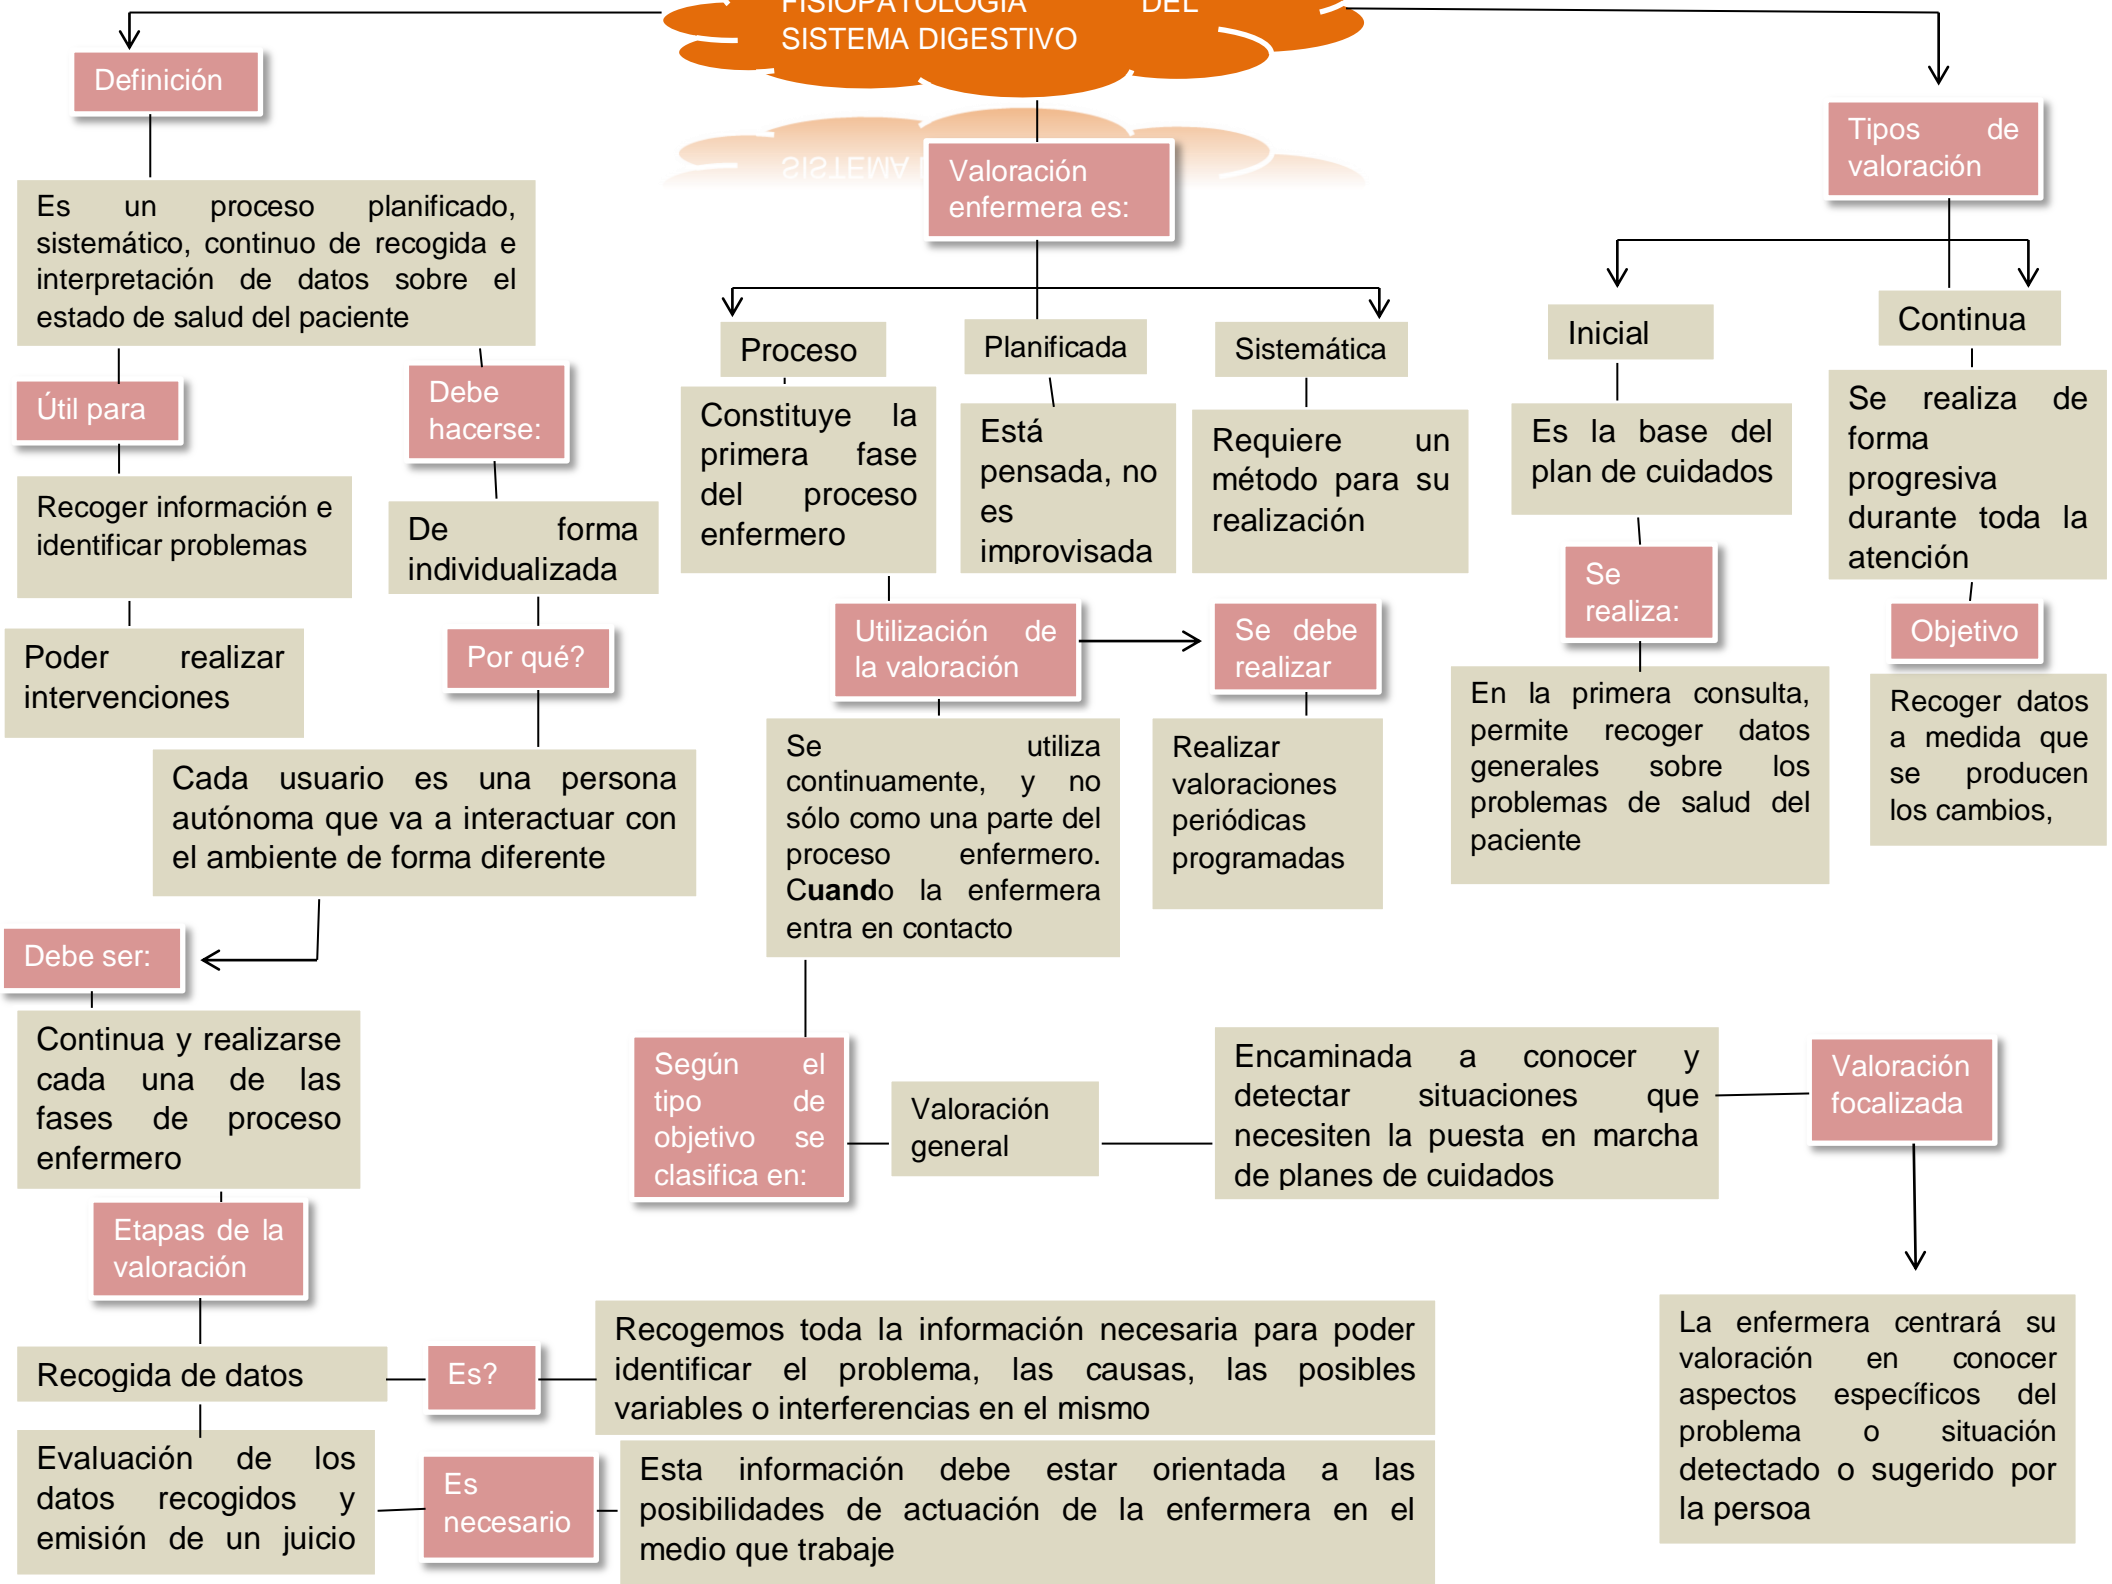 FISIOPATOLOGÍA DEL
SISTEMA DIGESTIVO
Definición
Es un proceso planificado,
sistemático, continuo de recogida e
interpretación de datos sobre el
estado de salud del paciente
Útil para
Recoger información e
identificar problemas
Poder realizar
intervenciones
Debe
hacerse:
De forma
individualizada
Por qué?
Cada usuario es una persona
autónoma que va a interactuar con
el ambiente de forma diferente
Debe ser:
Continua y realizarse
cada una de las
fases de proceso
enfermero
Etapas de la
valoración
Recogida de datos
Es?
Recogemos toda la información necesaria para poder
identificar el problema, las causas, las posibles
variables o interferencias en el mismo
Evaluación de los
datos recogidos y
emisión de un juicio
Es
necesario
Esta información debe estar orientada a las
posibilidades de actuación de la enfermera en el
medio que trabaje
Valoración
enfermera es:
Proceso
Constituye la
primera fase
del proceso
enfermero
Planificada
Está
pensada, no
es
improvisada
Sistemática
Requiere un
método para su
realización
Utilización de
la valoración
Se debe
realizar
Se utiliza
continuamente, y no
sólo como una parte del
proceso enfermero.
Cuando la enfermera
entra en contacto
Realizar
valoraciones
periódicas
programadas
Según el
tipo de
objetivo se
clasifica en:
Valoración
general
Encaminada a conocer y
detectar situaciones que
necesiten la puesta en marcha
de planes de cuidados
Valoración
focalizada
La enfermera centrará su
valoración en conocer
aspectos específicos del
problema o situación
detectado o sugerido por
la persoa
Tipos de
valoración
Inicial
Es la base del
plan de cuidados
Se
realiza:
En la primera consulta,
permite recoger datos
generales sobre los
problemas de salud del
paciente
Continua
Se realiza de
forma
progresiva
durante toda la
atención
Objetivo
Recoger datos
a medida que
se producen
los cambios,